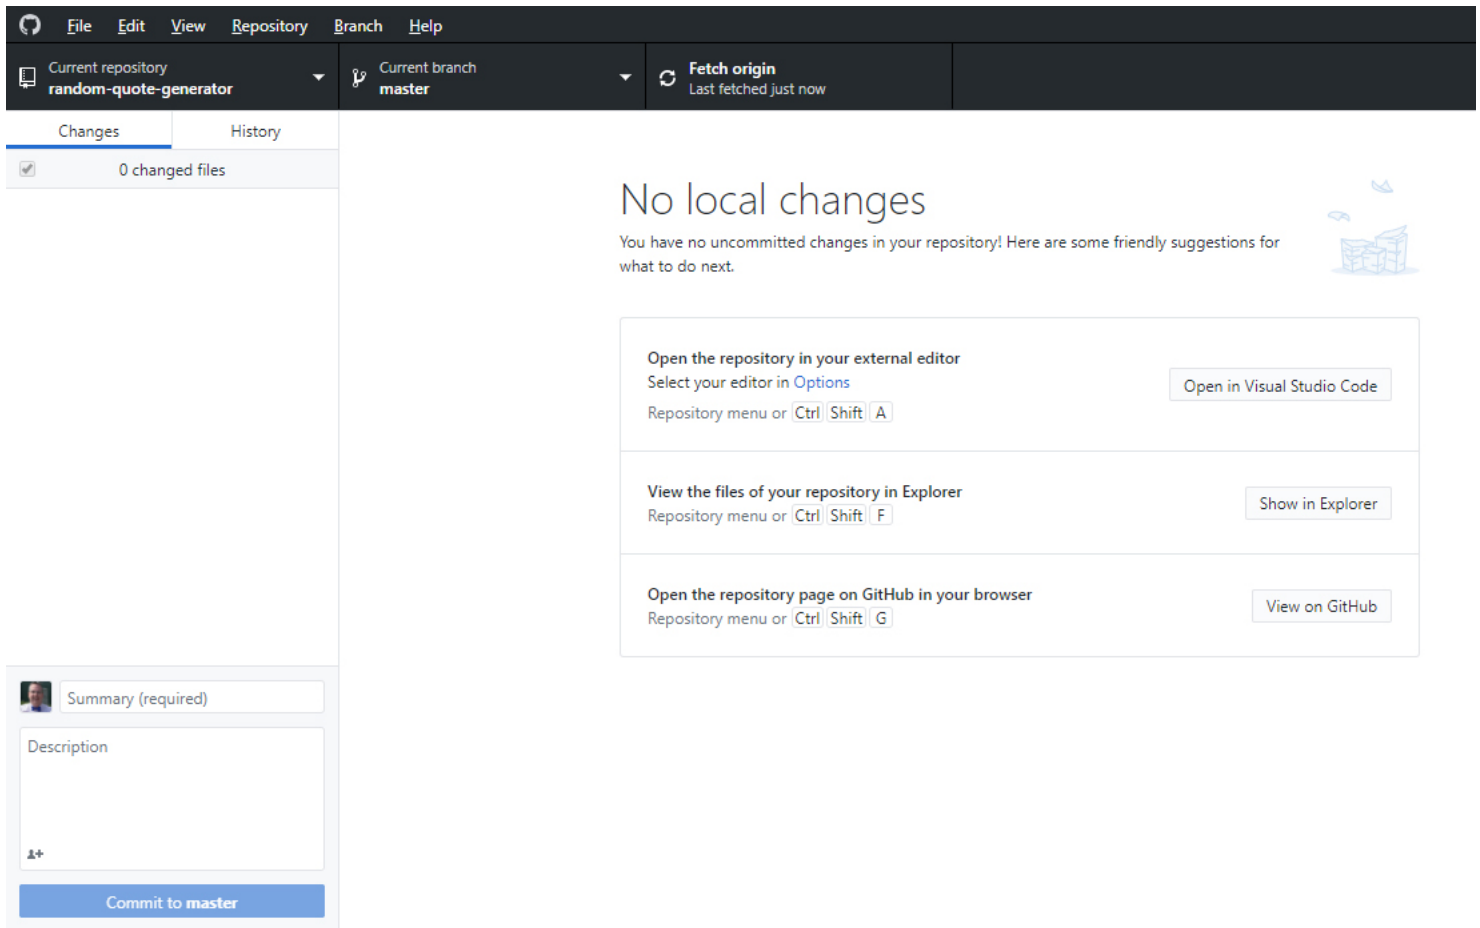 File Edit View Repository Branch Help
Current repository
random-quote-generator
Current branch
master
Fetch origin
Last fetched just now
Changes History
0 changed files
No local changes
You have no uncommitted changes in your repository! Here are some friendly suggestions for
what to do next.
Open the repository in your external editor
Select your editor in Options
Repository menu or Ctrl Shift A
Open in Visual Studio Code
View the files of your repository in Explorer
Repository menu or Ctrl Shift F
Show in Explorer
Open the repository page on GitHub in your browser
Repository menu or Ctrl Shift G
View on GitHub
Summary (required)
Description
Commit to master